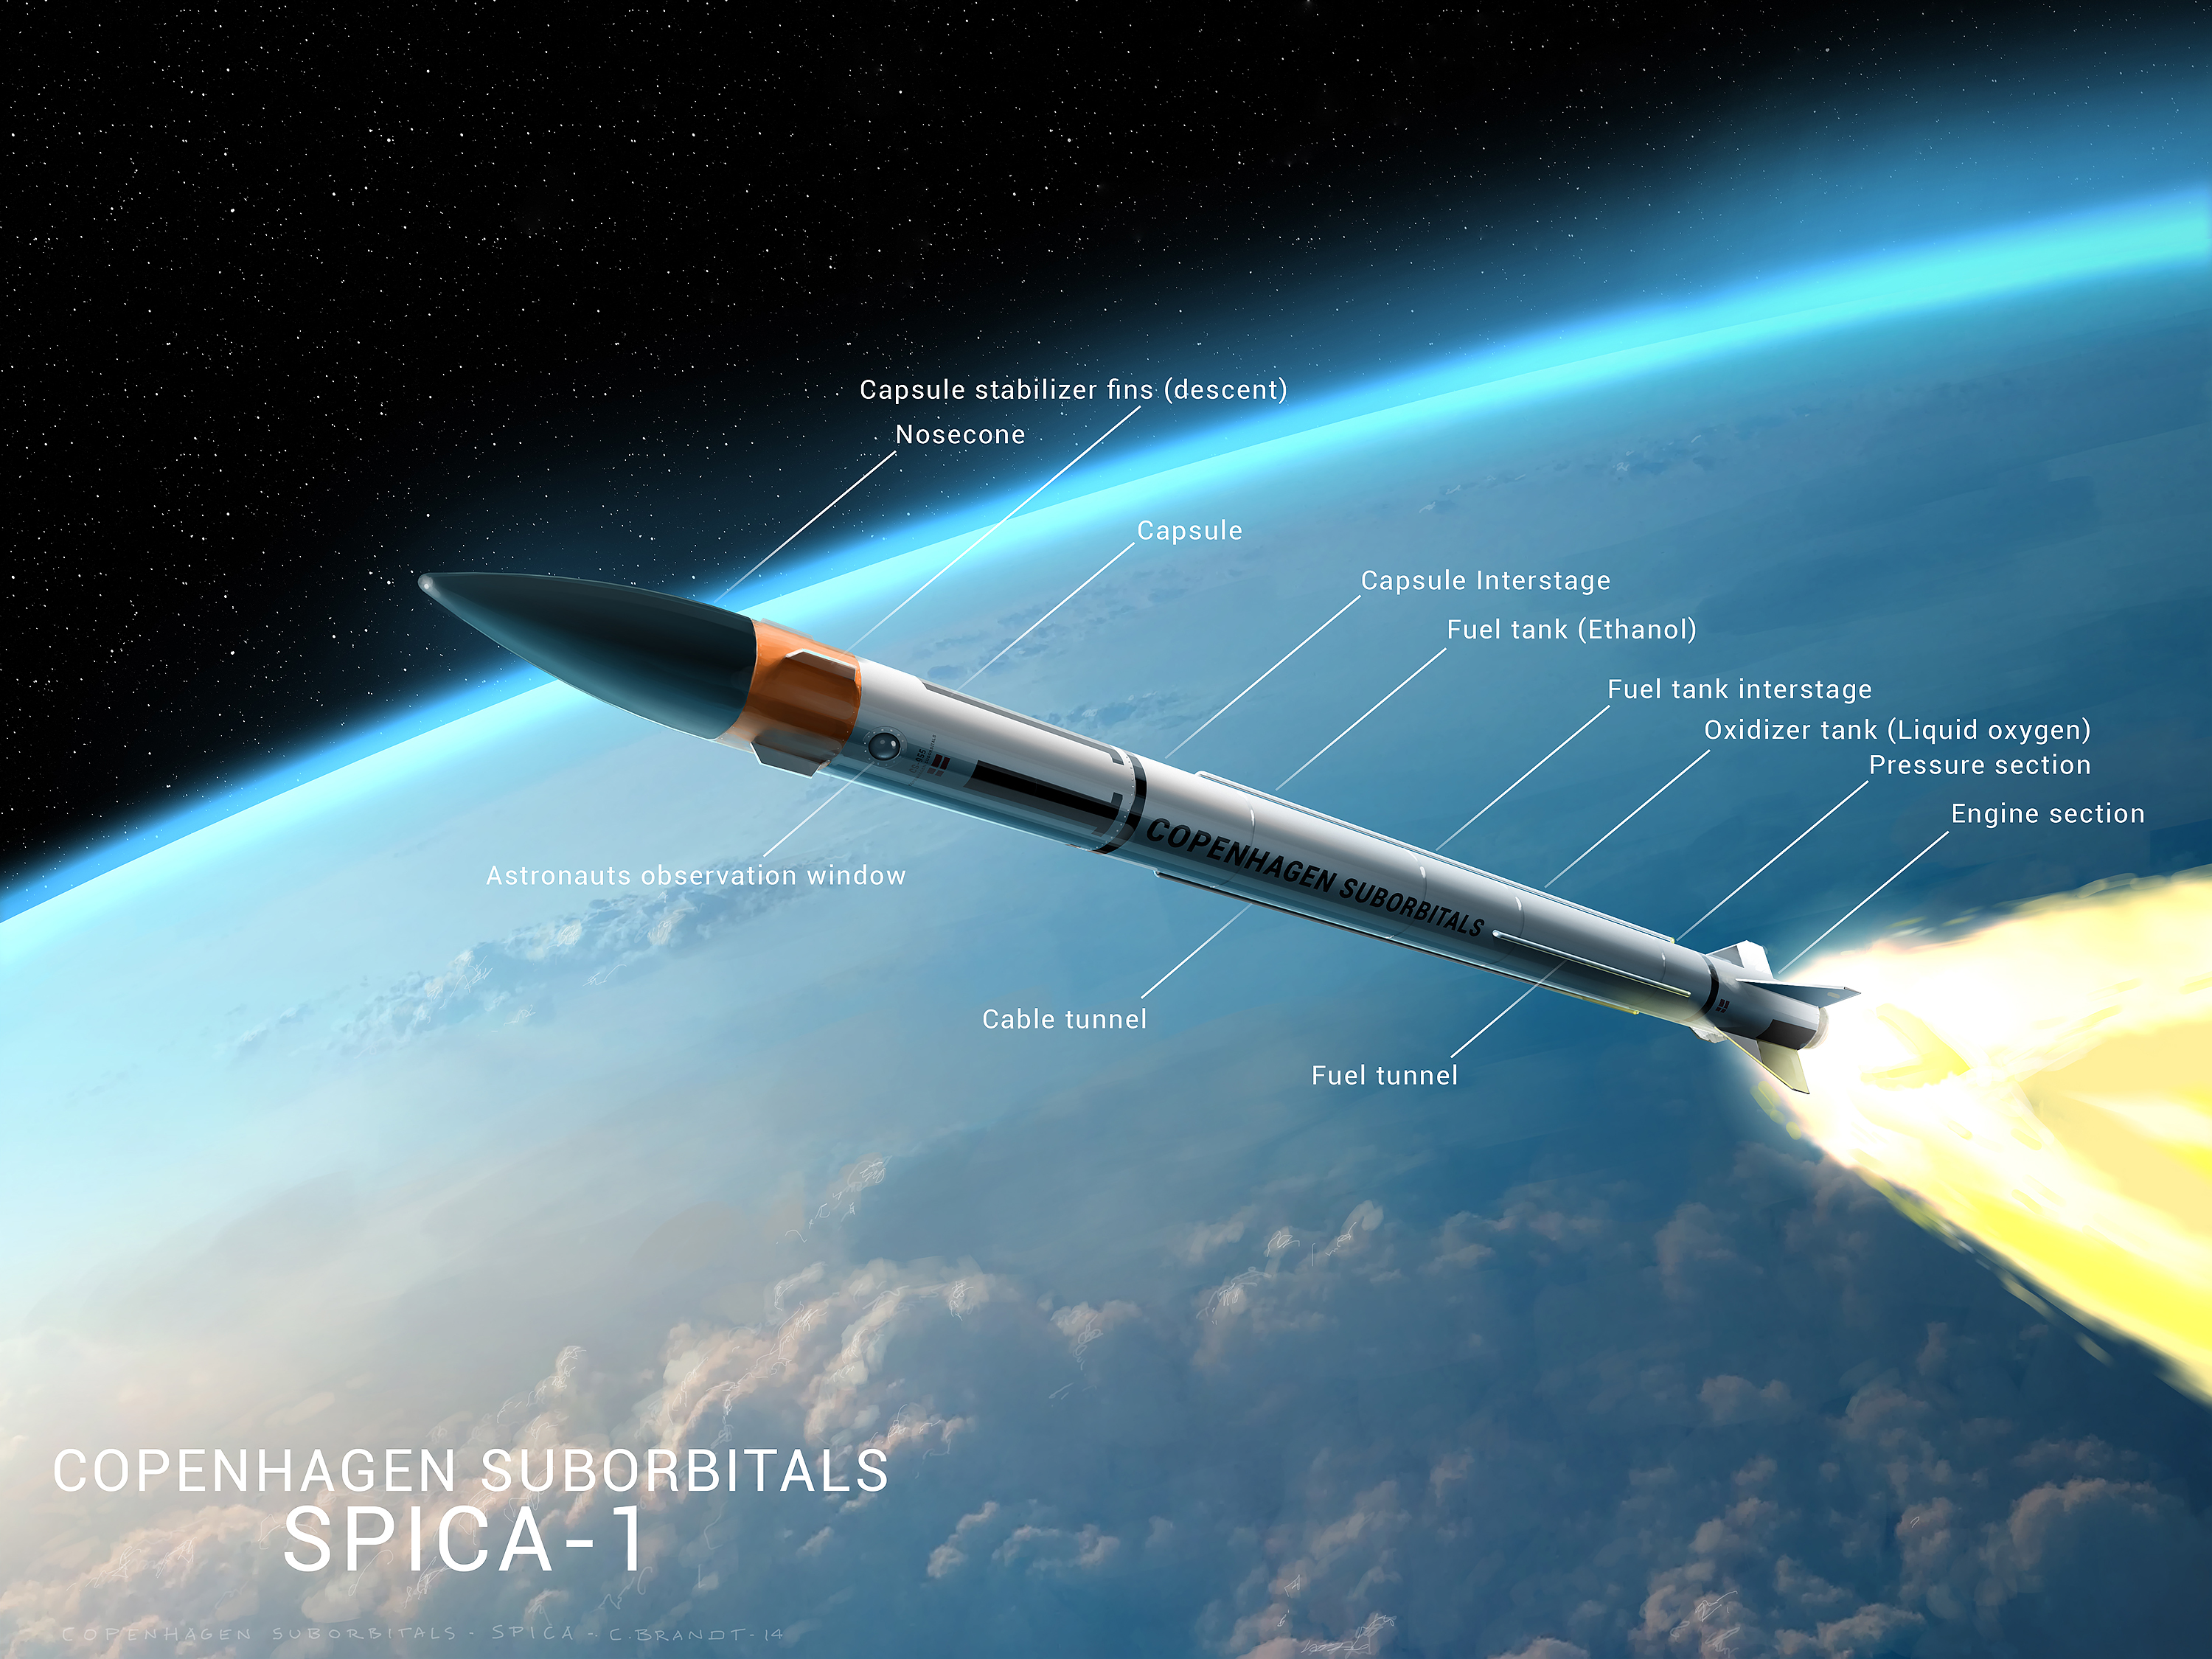 Capsule stabilizer fins (descent)
Nosecone
Capsule
Capsule Interstage
Fuel tank (Ethanol)
Fuel tank interstage
Oxidizer tank (Liquid oxygen)
Pressure section
Engine section
Astronauts observation window
COPENHAGEN SUBORBITALS
Cable tunnel
Fuel tunnel
COPENHAGEN SUBORBITALS
SPICA-1
COPENHAGEN SUBORBITALS - SPICA - C.BRANDT-14